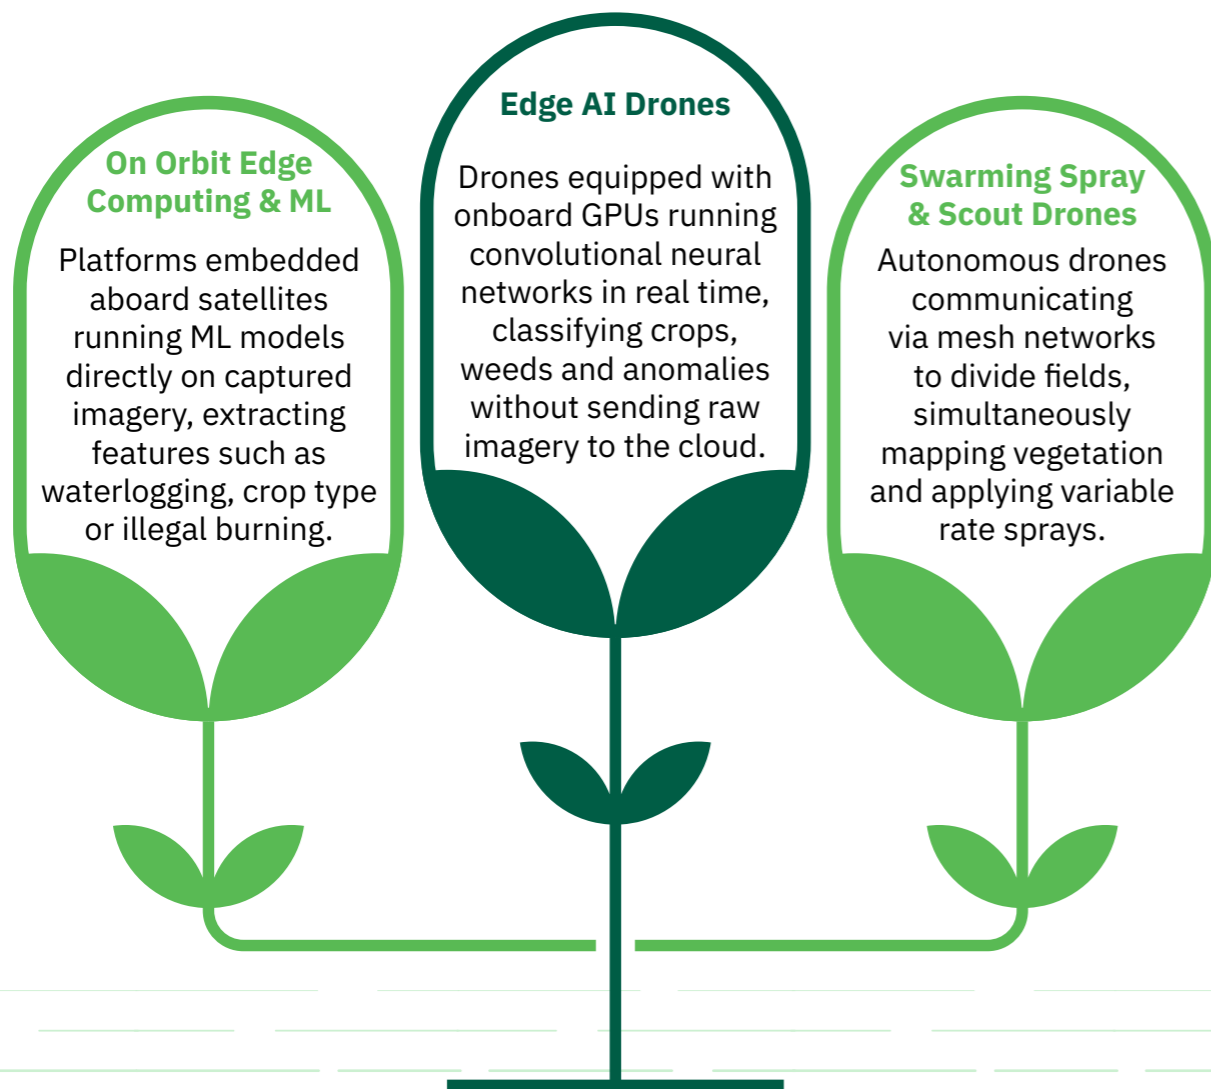 On Orbit Edge
Computing & ML
Platforms embedded
aboard satellites
running ML models
directly on captured
imagery, extracting
features such as
waterlogging, crop type
or illegal burning.
Edge AI Drones
Drones equipped with
onboard GPUs running
convolutional neural
networks in real time,
classifying crops,
weeds and anomalies
without sending raw
imagery to the cloud.
Swarming Spray
& Scout Drones
Autonomous drones
communicating
via mesh networks
to divide fields,
simultaneously
mapping vegetation
and applying variable
rate sprays.